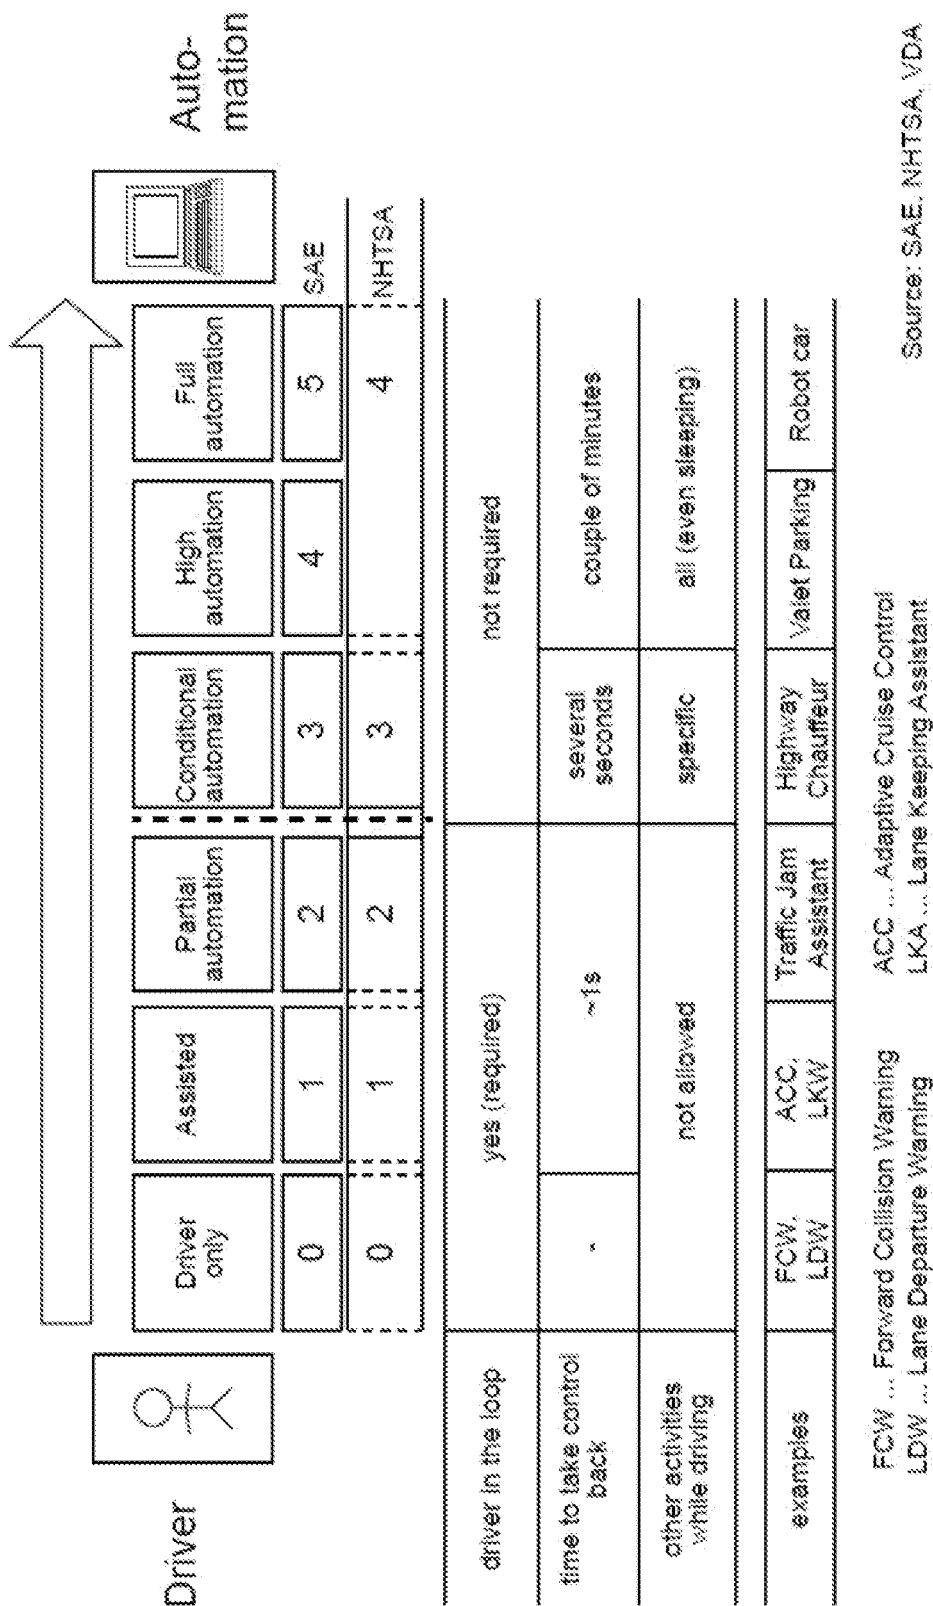 Driver
Auto-
mation
Driver
only
Assisted
Partial
automation
Conditional
automation
High
automation
Full
automation
0
1
2
3
4
5
SAE
0
1
2
3
4
NHTSA
driver in the loop
yes (required)
not required
time to take control
back
-
~1s
several
seconds
couple of minutes
other activities
while driving
not allowed
specific
all (even sleeping)
examples
FCW,
LDW
ACC,
LKW
Traffic Jam
Assistant
Highway
Chauffeur
Valet Parking
Robot car
FCW ... Forward Collision Warning
LDW ... Lane Departure Warning
ACC ... Adaptive Cruise Control
LKA ... Lane Keeping Assistant
Source: SAE, NHTSA, VDA